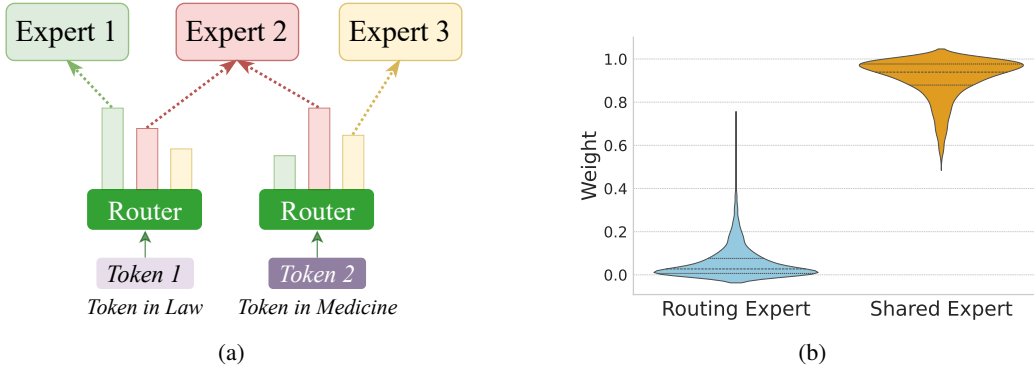 Expert 1
Expert 2
Expert 3
Router
Router
Token 1
Token 2
Token in Law
Token in Medicine
(a)
Weight
1.0
0.8
0.6
0.4
0.2
0.0
Routing Expert
Shared Expert
(b)